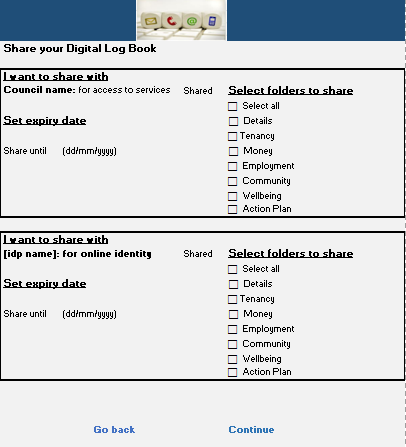 Share your Digital Log Book
I want to share with
Council name: for access to services
Shared
Set expiry date
Share until (dd/mm/yyyy)
Select folders to share
Select all
Details
Tenancy
Money
Employment
Community
Wellbeing
Action Plan
I want to share with
[idp name]: for online identity
Shared
Set expiry date
Share until (dd/mm/yyyy)
Select folders to share
Select all
Details
Tenancy
Money
Employment
Community
Wellbeing
Action Plan
Go back
Continue